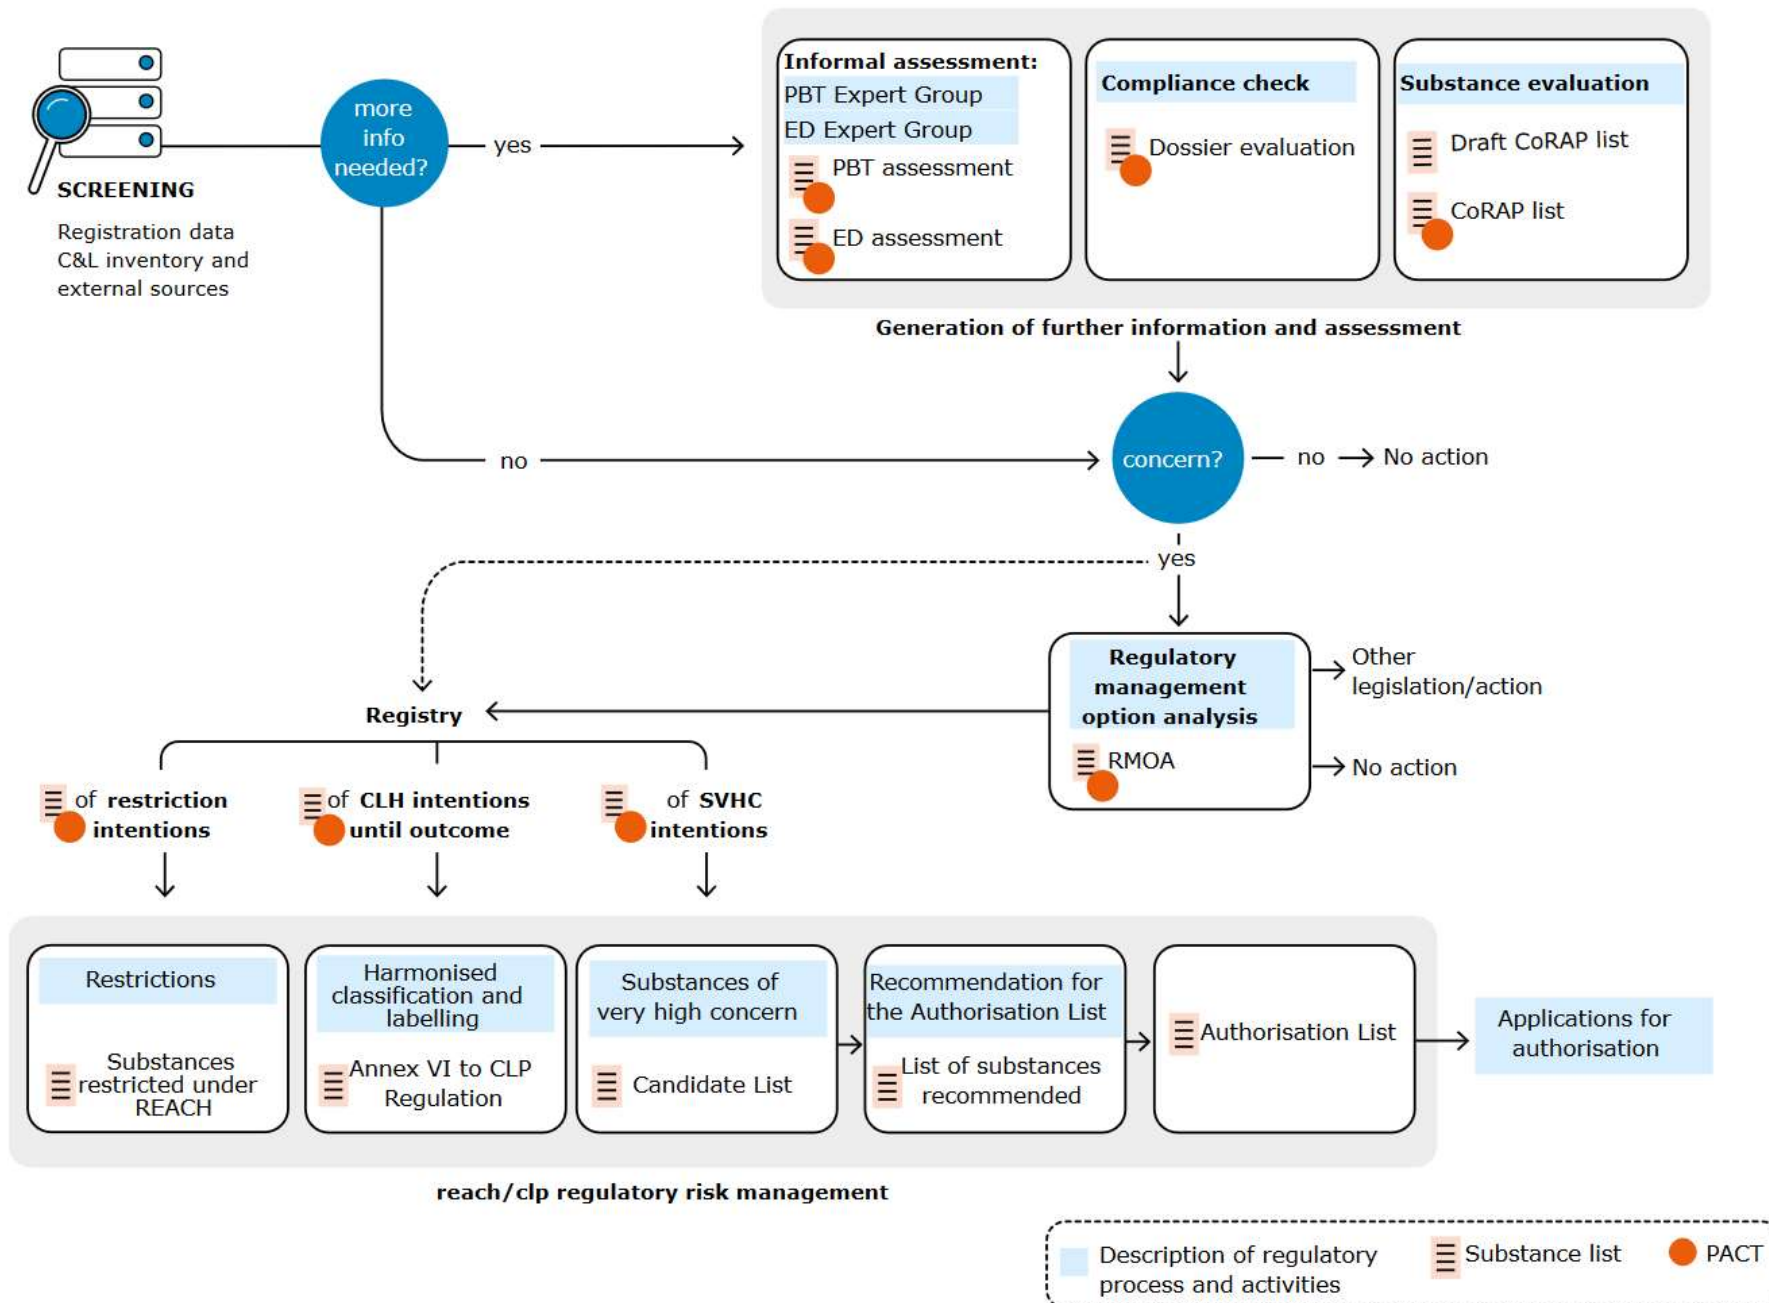 more
info
needed?
yes
SCREENING
Registration data
C&L inventory and
external sources
Informal assessment:
PBT Expert Group
ED Expert Group
PBT assessment
ED assessment
Compliance check
Dossier evaluation
Substance evaluation
Draft CoRAP list
CoRAP list
Generation of further information and assessment
no
concern?
no
No action
yes
Regulatory
management
option analysis
RMOA
Other
legislation/action
No action
Registry
of restriction
intentions
of CLH intentions
until outcome
of SVHC
intentions
Restrictions
Substances
restricted under
REACH
Harmonised
classification and
labelling
Annex VI to CLP
Regulation
Substances of
very high concern
Candidate List
Recommendation for
the Authorisation List
List of substances
recommended
Authorisation List
Applications for
authorisation
reach/clp regulatory risk management
Description of regulatory
process and activities
Substance list
PACT